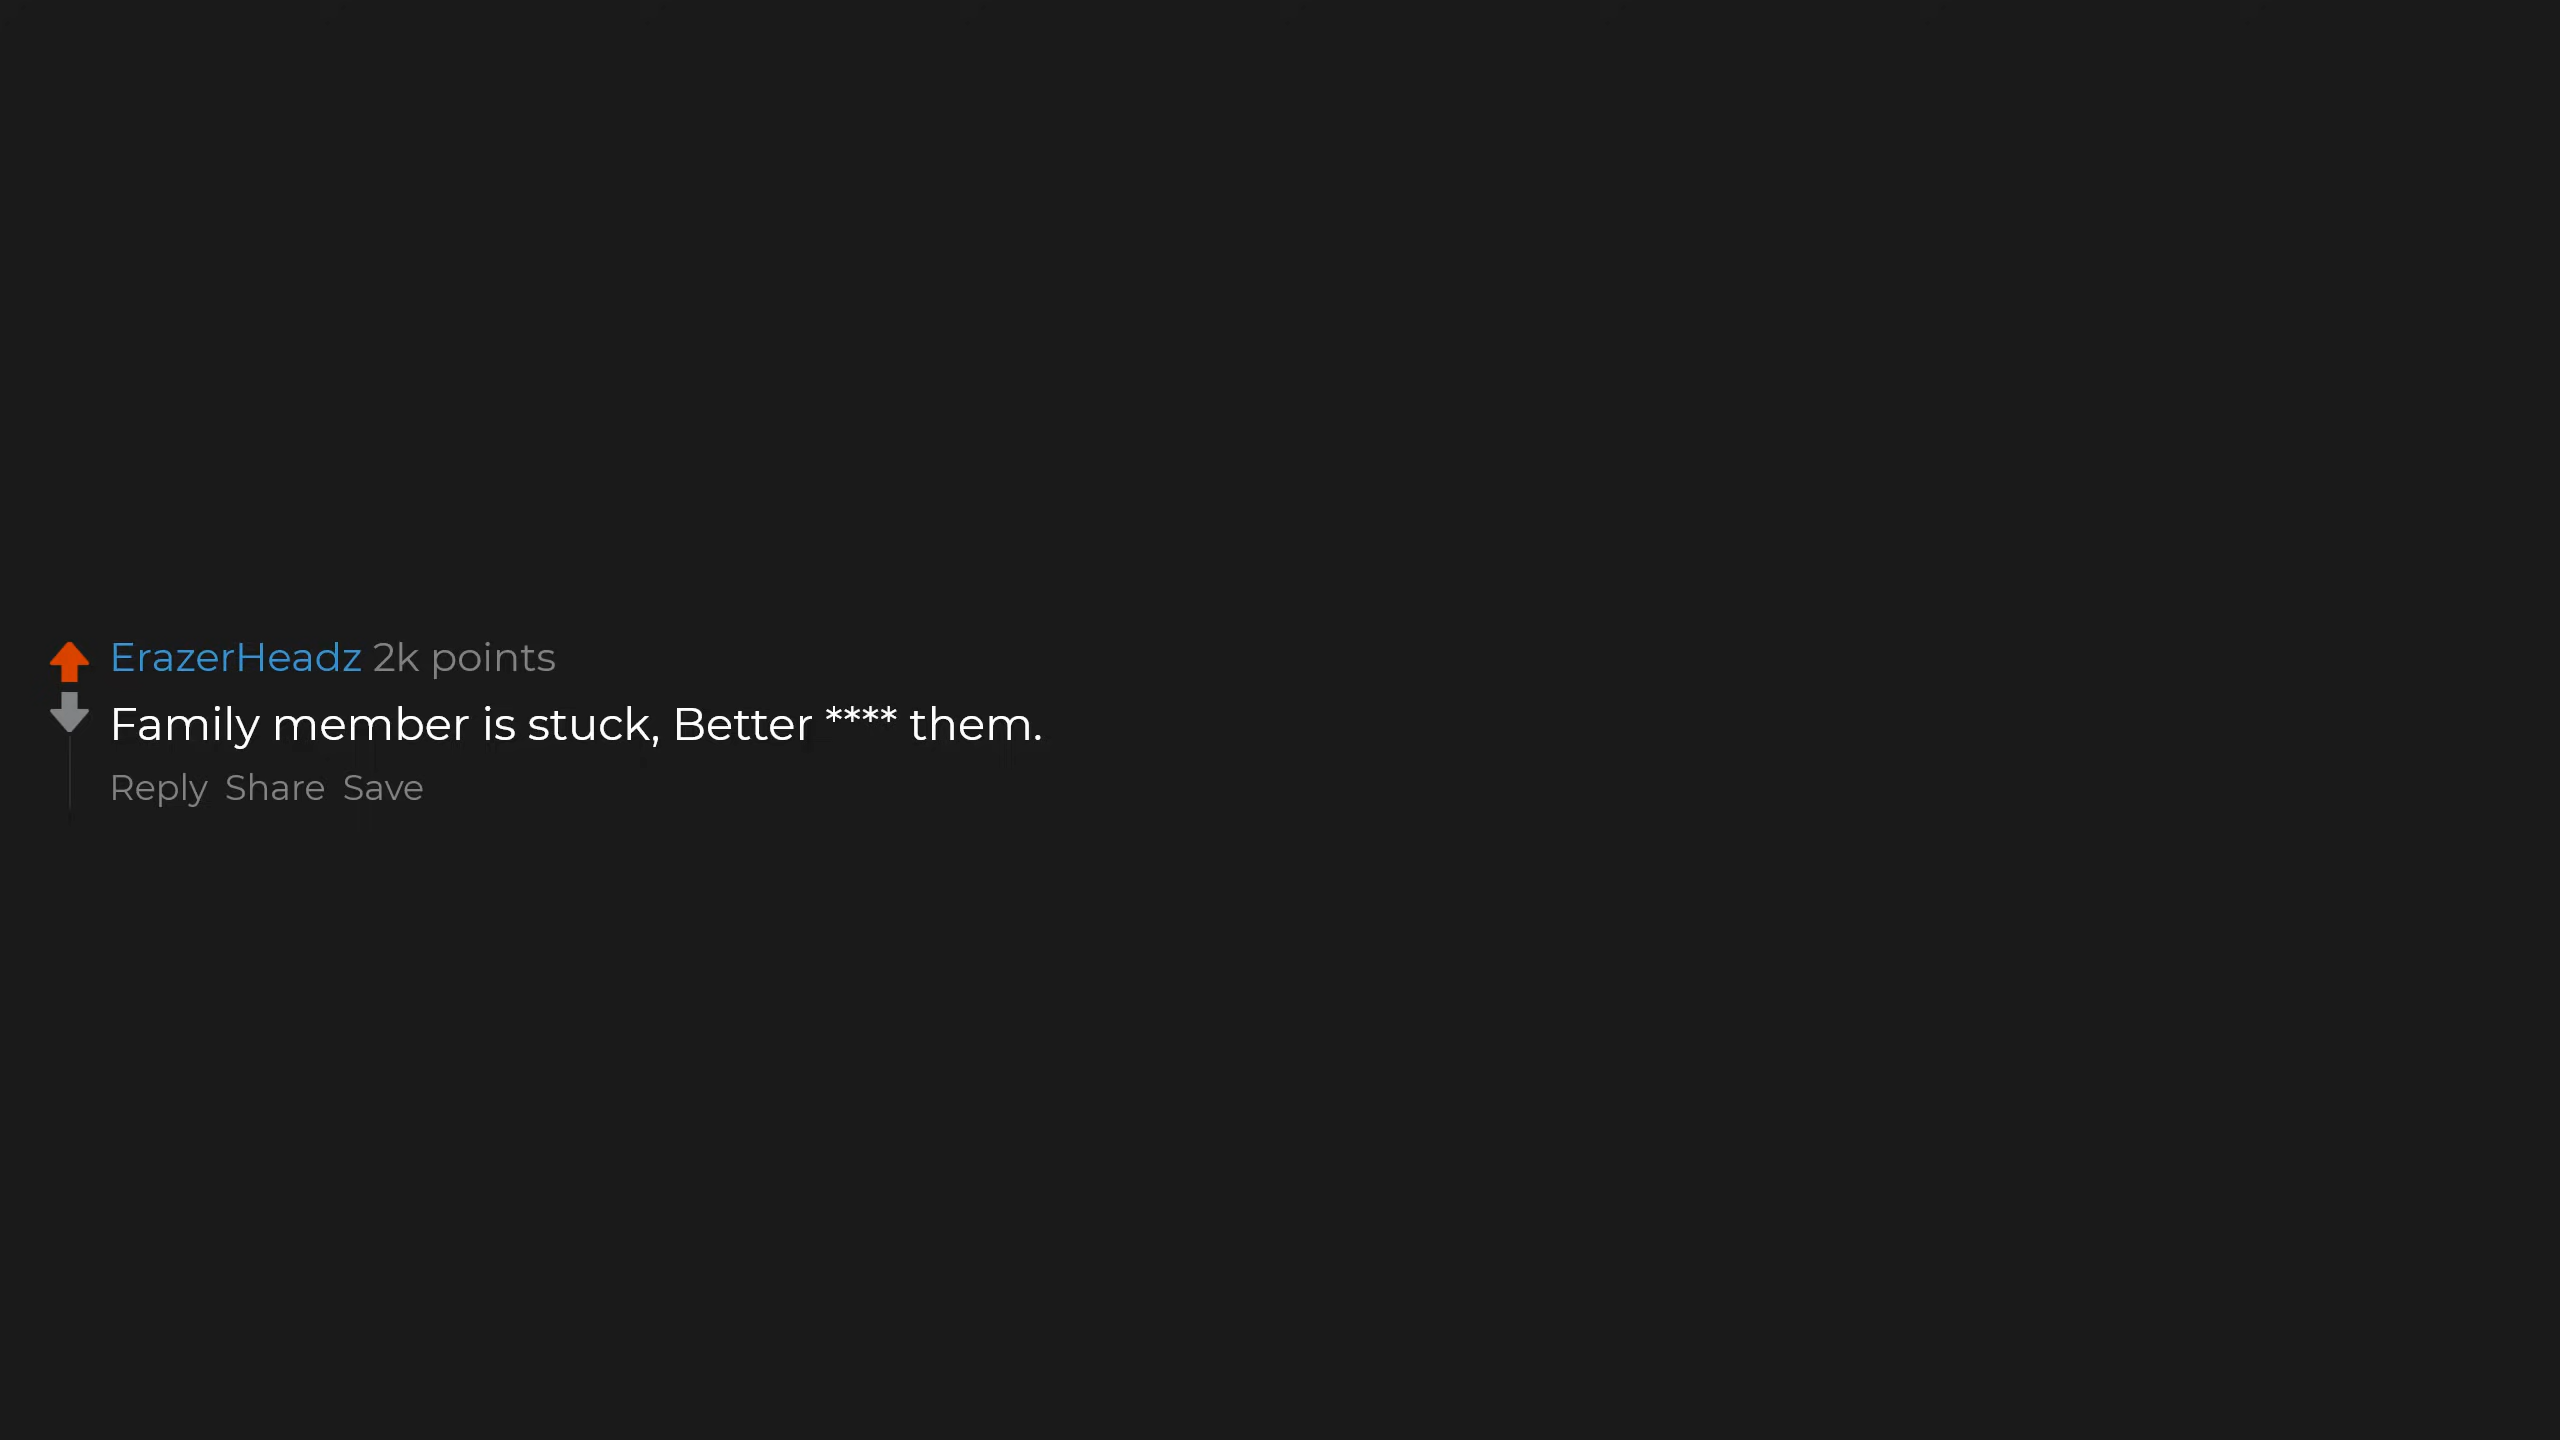 ErazerHeadz 2k points
Family member is stuck, Better **** them.
Reply Share Save